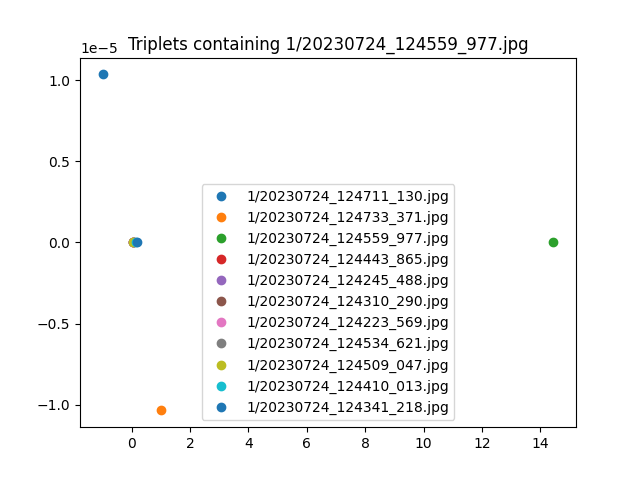 Triplets containing 1/20230724_124559_977.jpg
1e−5
1.0
0.5
0.0
−0.5
−1.0
1/20230724_124711_130.jpg
1/20230724_124733_371.jpg
1/20230724_124559_977.jpg
1/20230724_124443_865.jpg
1/20230724_124245_488.jpg
1/20230724_124310_290.jpg
1/20230724_124223_569.jpg
1/20230724_124534_621.jpg
1/20230724_124509_047.jpg
1/20230724_124410_013.jpg
1/20230724_124341_218.jpg
0 2 4 6 8 10 12 14